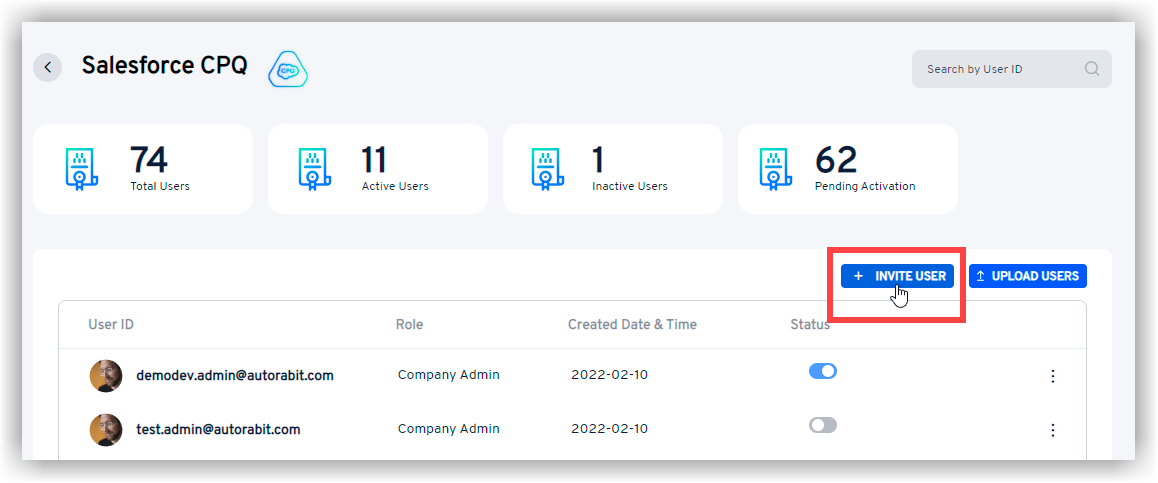 Salesforce CPQ
CPQ
Search by User ID
74
Total Users
11
Active Users
1
Inactive Users
62
Pending Activation
+ INVITE USER
UPLOAD USERS
User ID Role Created Date & Time Status
demodev.admin@autorabit.com Company Admin 2022-02-10
test.admin@autorabit.com Company Admin 2022-02-10